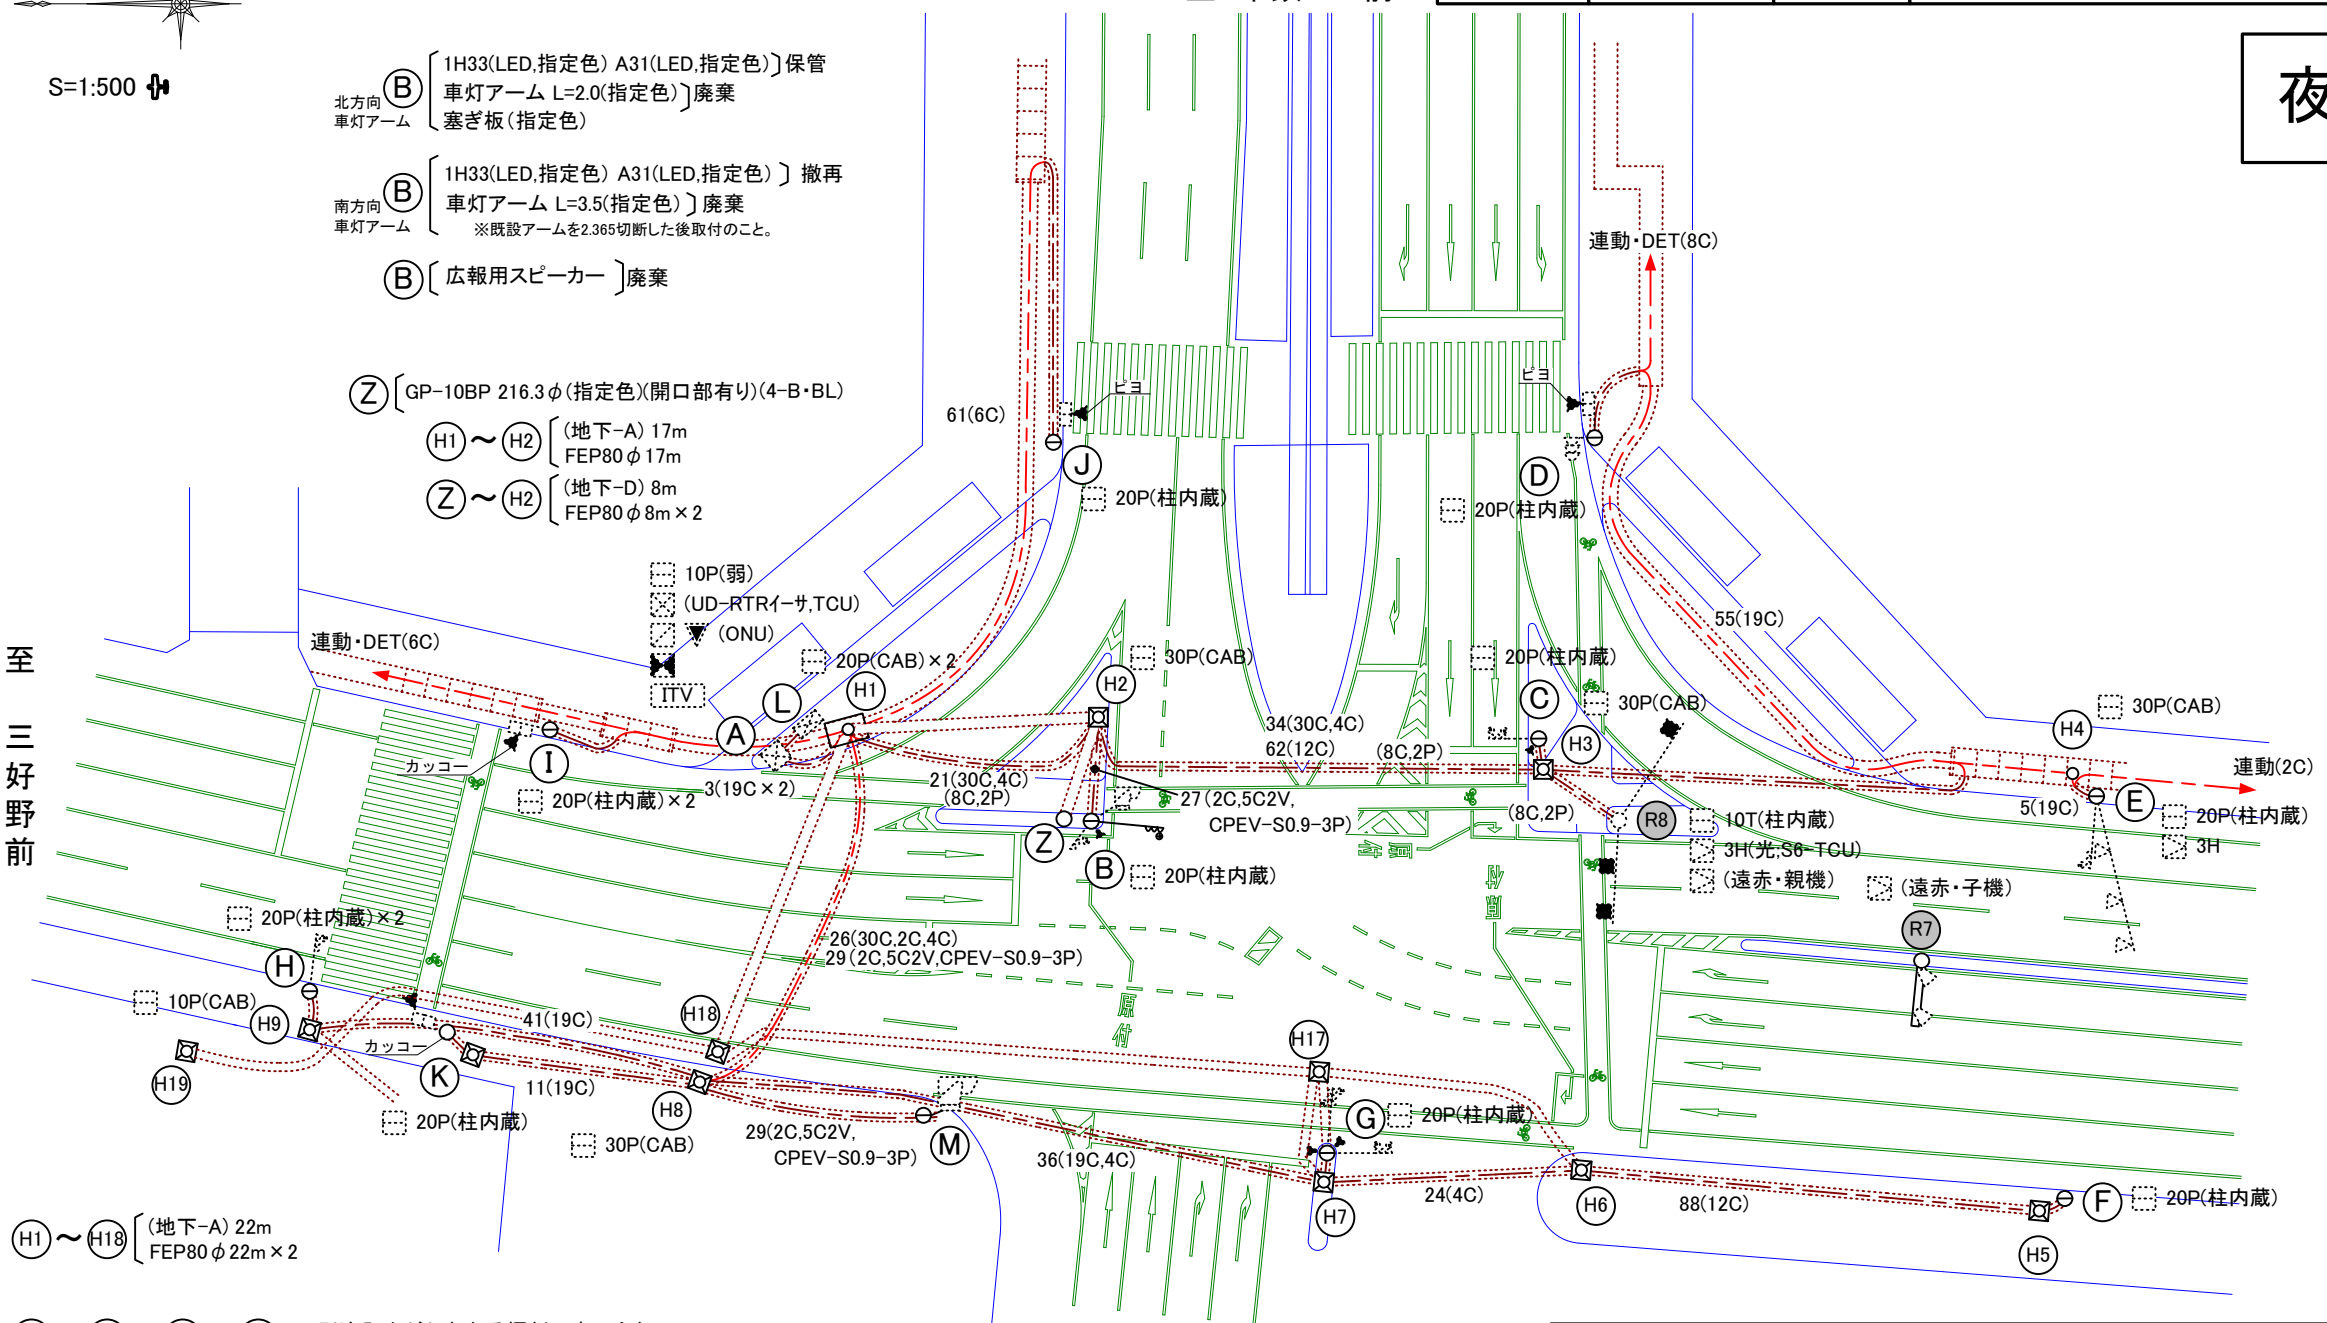 S=1:500
夜
北方向
車灯アーム
B
1H33(LED,指定色) A31(LED,指定色)]保管
車灯アーム L=2.0(指定色)]廃棄
塞ぎ板(指定色)
南方向
車灯アーム
B
1H33(LED,指定色) A31(LED,指定色)] 撤再
車灯アーム L=3.5(指定色)]廃棄
※既設アームを2.365切断した後取付のこと。
B[広報用スピーカー]廃棄
連動・DET(8C)
Z[GP-10BP 216.3φ(指定色)(開口部有り)(4-B・BL)
H1～H2
(地下-A) 17m
FEP80φ17m
Z～H2
(地下-D) 8m
FEP80φ8m×2
61(6C)
ピヨ
ピヨ
J
20P(柱内蔵)
D
20P(柱内蔵)
10P(弱)
(UD-RTRイーサ,TCU)
(ONU)
ITV
連動・DET(6C)
20P(CAB)×2
30P(CAB)
20P(柱内蔵)
55(19C)
至 三好野前
L
H1
H2
A
C
30P(CAB)
H3
H4
30P(CAB)
34(30C,4C)
62(12C)
(8C,2P)
カッコー
I
20P(柱内蔵)×2
3(19C×2)
21(30C,4C)
(8C,2P)
27(2C,5C2V,
CPEV-S0.9-3P)
(8C,2P)
連動(2C)
5(19C)
E
20P(柱内蔵)
3H
Z
B
20P(柱内蔵)
R8
10T(柱内蔵)
3H(光,S6-TCU)
(遠赤・親機)
(遠赤・子機)
R7
20P(柱内蔵)×2
H
26(30C,2C,4C)
29(2C,5C2V,CPEV-S0.9-3P)
原付
10P(CAB)
H9
41(19C)
H18
カッコー
H17
H19
K
11(19C)
H8
20P(柱内蔵)
30P(CAB)
29(2C,5C2V,
CPEV-S0.9-3P)
M
36(19C,4C)
G
20P(柱内蔵)
24(4C)
H7
H6
88(12C)
F
20P(柱内蔵)
H5
H1～H18
(地下-A) 22m
FEP80φ22m×2